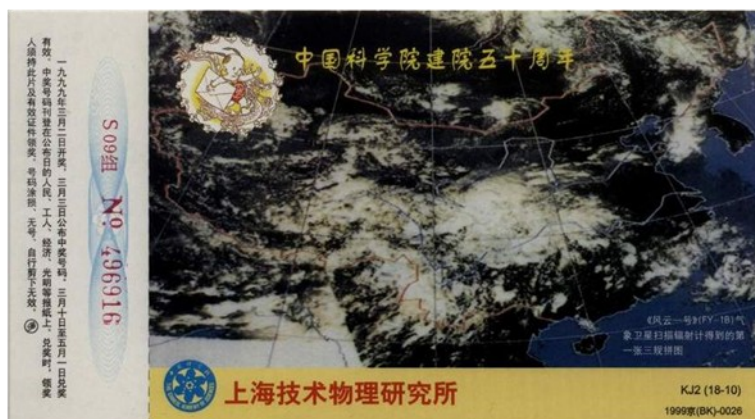 一九九九年三月二日开奖，三月三日公布中奖号码，三月十日至五月一日兑奖
有效。中奖号码刊登在公布日的人民、工人、经济、光明等报纸上，兑奖时，领奖
人须持此片及有效证件领奖。号码涂损、无号、自行剪下无效。
S 09组 No. 496916
中国科学院建院五十周年
《风云一号》(FY-1B)气
象卫星扫描辐射计得到的第
一张三规拼图
上海技术物理研究所
KJ2 (18-10)
1999京(BK)-0026